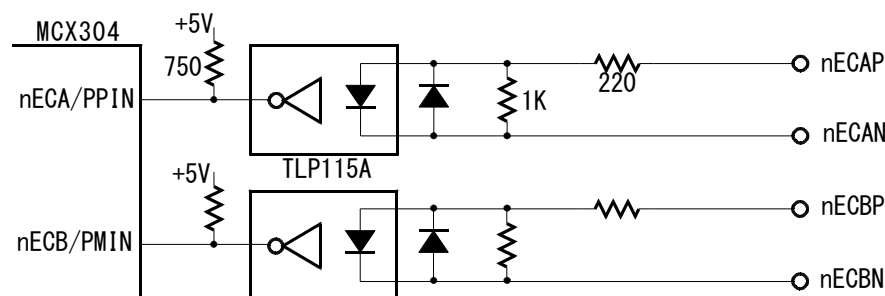 MCX304
+5V
750
nECA/PPIN
TLP115A
1K
220
nECAP
nECAN
+5V
nECB/PMIN
nECBP
nECBN